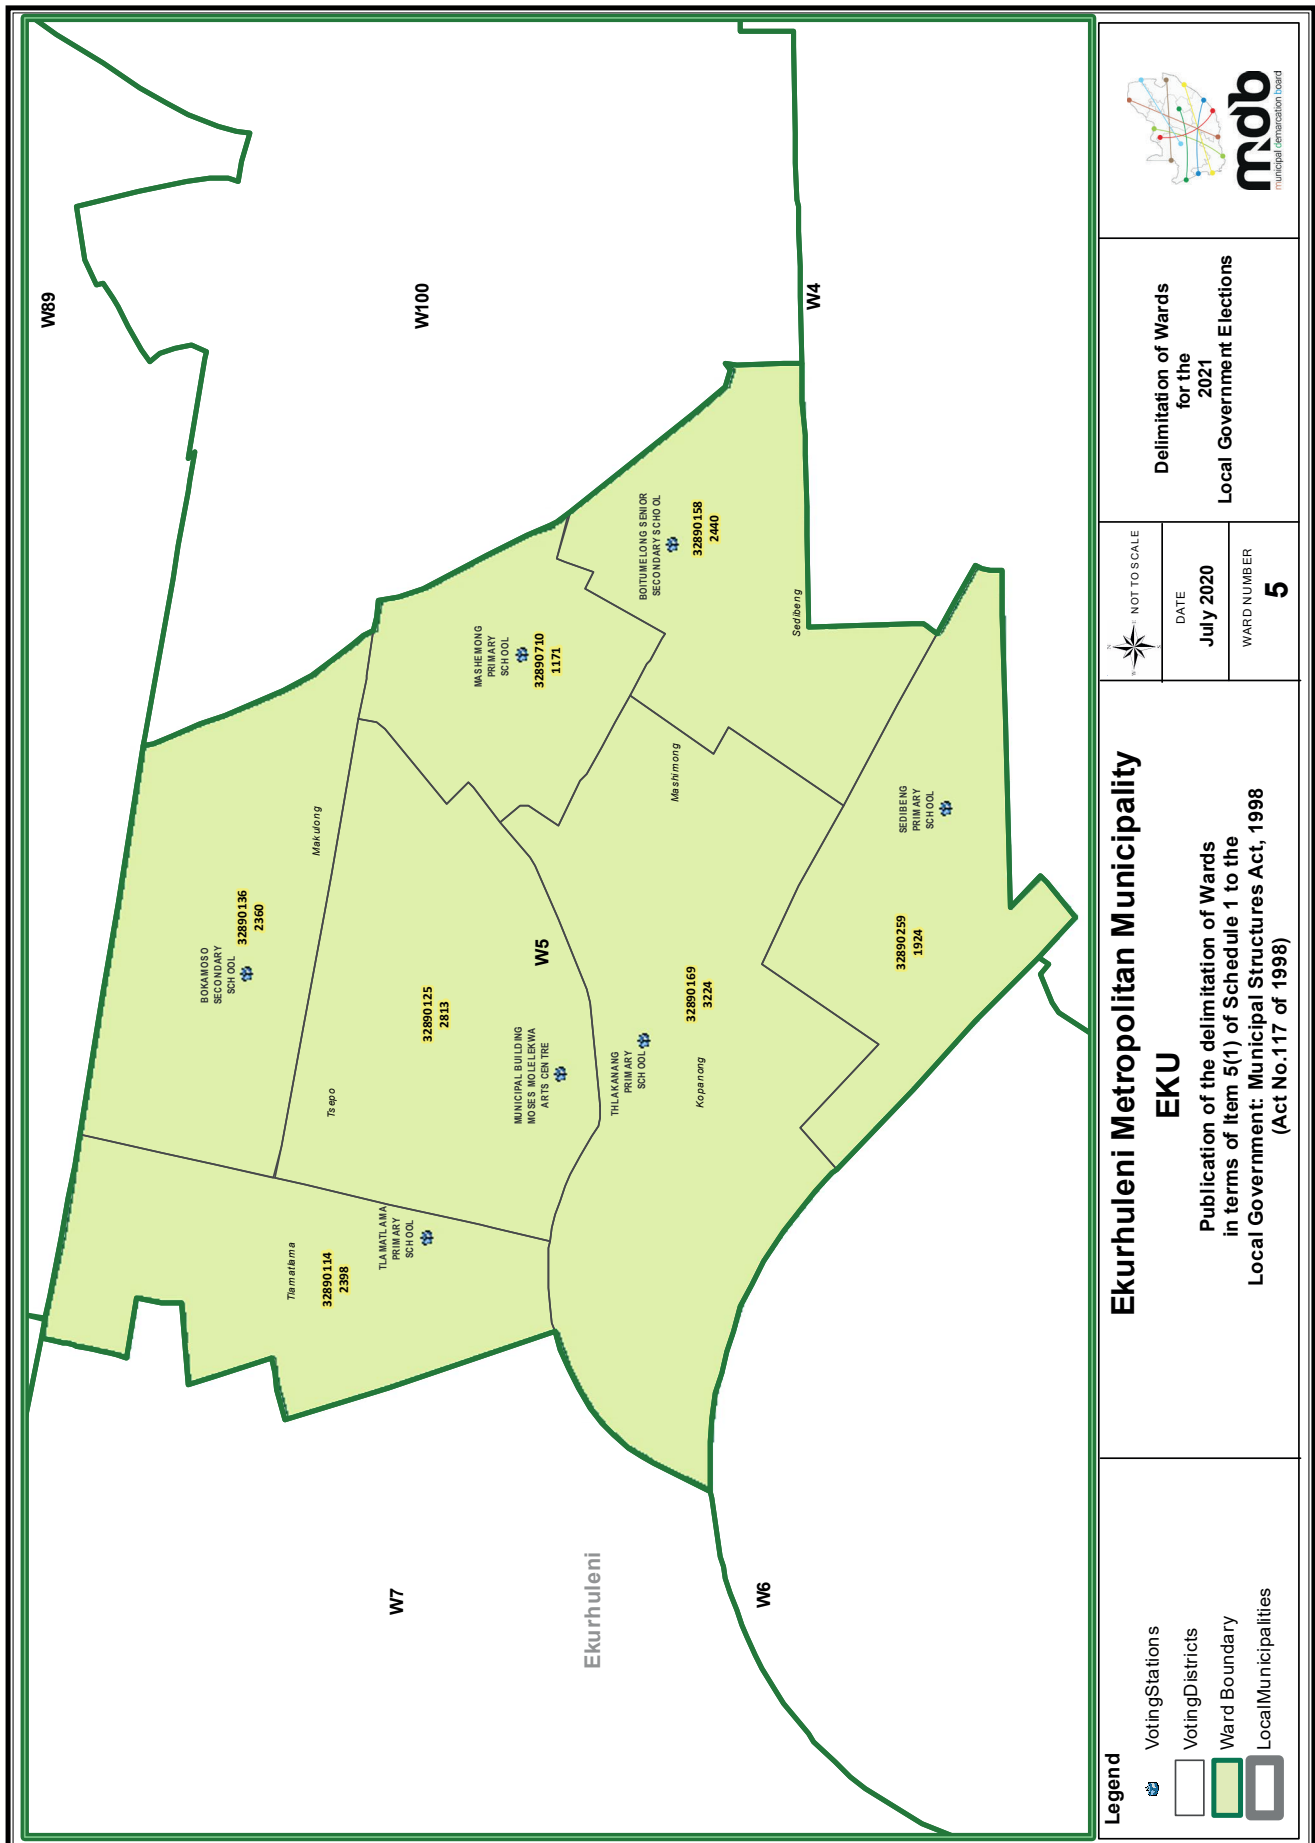 W89
W100
W4
BOKAMOSO
SECONDARY
SCHOOL
32890136
2360
Makulong
MASHEMONG
PRIMARY
SCHOOL
32890710
1171
BOITUMELONG SENIOR
SECONDARY SCHOOL
32890158
2440
Sedibeng
Tlamatlama
32890114
2398
TLAMATLAMA
PRIMARY
SCHOOL
Tsepo
32890125
2813
MUNICIPAL BUILDING
MOSES MOLELEKWA
ARTS CENTRE
W5
THLAKANANG
PRIMARY
SCHOOL
32890169
3224
Kopanong
Mashimong
SEDIBENG
PRIMARY
SCHOOL
32890259
1924
W7
Ekurhuleni
W6
Legend
VotingStations
VotingDistricts
Ward Boundary
LocalMunicipalities
Ekurhuleni Metropolitan Municipality
EKU
Publication of the delimitation of Wards
in terms of Item 5(1) of Schedule 1 to the
Local Government: Municipal Structures Act, 1998
(Act No.117 of 1998)
N
W
S
NOT TO SCALE
DATE
July 2020
WARD NUMBER
5
Delimitation of Wards
for the
2021
Local Government Elections
mdb
municipal demarcation board